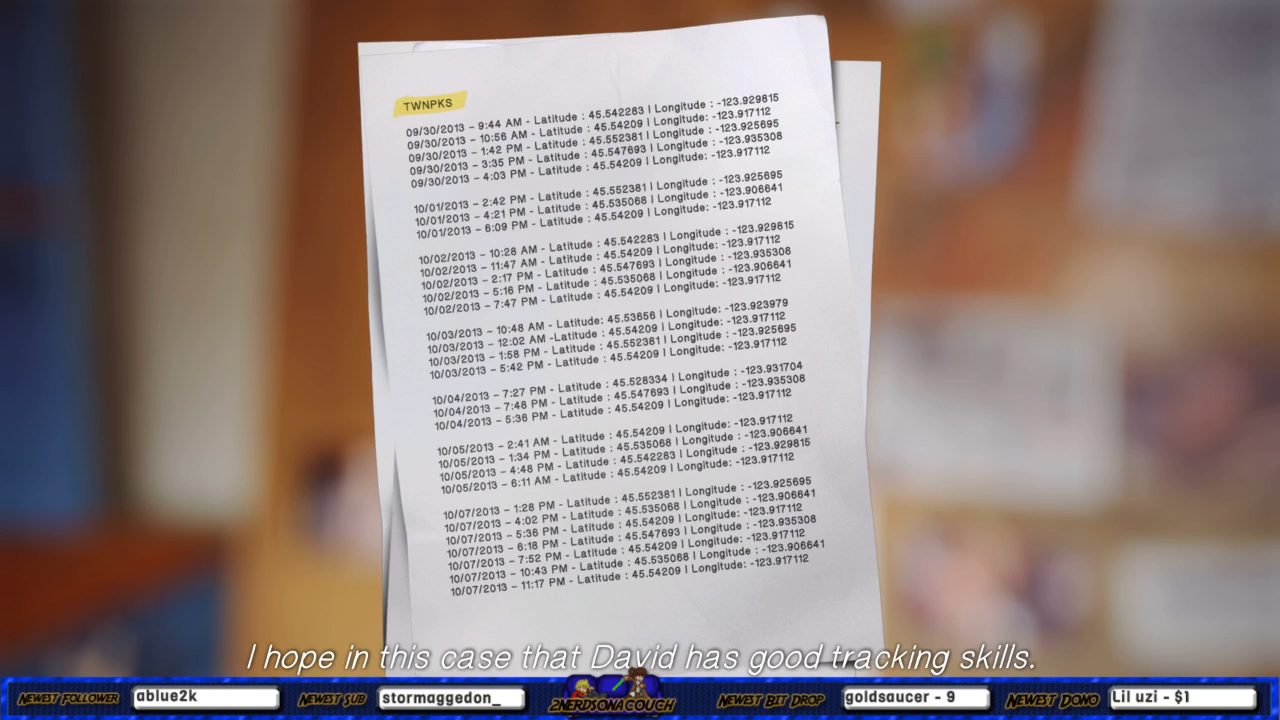 TWNPKS
09/30/2013 - 9:44 AM - Latitude : 45.542283 | Longitude : -123.929815
09/30/2013 - 10:56 AM - Latitude : 45.54209 | Longitude: -123.917112
09/30/2013 - 1:42 PM - Latitude : 45.552381 | Longitude : -123.925695
09/30/2013 - 3:35 PM - Latitude : 45.547693 | Longitude : -123.935308
09/30/2013 - 4:03 PM - Latitude : 45.54209 | Longitude: -123.917112
10/01/2013 - 2:42 PM - Latitude : 45.552381 | Longitude : -123.925695
10/01/2013 - 4:21 PM - Latitude : 45.535068 | Longitude : -123.906641
10/01/2013 - 6:09 PM - Latitude : 45.54209 | Longitude: -123.917112
10/02/2013 - 10:28 AM - Latitude : 45.542283 | Longitude : -123.929815
10/02/2013 - 11:47 AM - Latitude : 45.54209 | Longitude: -123.917112
10/02/2013 - 2:17 PM - Latitude : 45.547693 | Longitude : -123.935308
10/02/2013 - 5:16 PM - Latitude : 45.535068 | Longitude : -123.906641
10/02/2013 - 7:47 PM - Latitude : 45.54209 | Longitude: -123.917112
10/03/2013 - 10:48 AM - Latitude: 45.53656 | Longitude: -123.923979
10/03/2013 - 12:02 AM -Latitude : 45.54209 | Longitude: -123.917112
10/03/2013 - 1:58 PM - Latitude : 45.552381 | Longitude : -123.925695
10/03/2013 - 5:42 PM - Latitude : 45.54209 | Longitude: -123.917112
10/04/2013 - 7:27 PM - Latitude : 45.528334 | Longitude : -123.931704
10/04/2013 - 7:48 PM - Latitude : 45.547693 | Longitude : -123.935308
10/04/2013 - 5:36 PM - Latitude : 45.54209 | Longitude: -123.917112
10/05/2013 - 2:41 AM - Latitude : 45.54209 | Longitude: -123.917112
10/05/2013 - 1:34 PM - Latitude : 45.535068 | Longitude : -123.906641
10/05/2013 - 4:48 PM - Latitude : 45.542283 | Longitude : -123.929815
10/05/2013 - 6:11 AM - Latitude : 45.54209 | Longitude: -123.917112
10/07/2013 - 1:28 PM - Latitude : 45.552381 | Longitude : -123.925695
10/07/2013 - 4:02 PM - Latitude : 45.535068 | Longitude : -123.906641
10/07/2013 - 5:36 PM - Latitude : 45.54209 | Longitude: -123.917112
10/07/2013 - 6:18 PM - Latitude : 45.547693 | Longitude : -123.935308
10/07/2013 - 7:52 PM - Latitude : 45.54209 | Longitude: -123.917112
10/07/2013 - 10:43 PM - Latitude : 45.535068 | Longitude : -123.906641
10/07/2013 - 11:17 PM - Latitude : 45.54209 | Longitude: -123.917112
I hope in this case that David has good tracking skills.
NEWEST FOLLOWER ablue2k NEWEST SUB stormaggedon_ 2NERDSONACOUCH NEWEST BIT DROP goldsaucer - 9 NEWEST DONO Lil uzi - $1